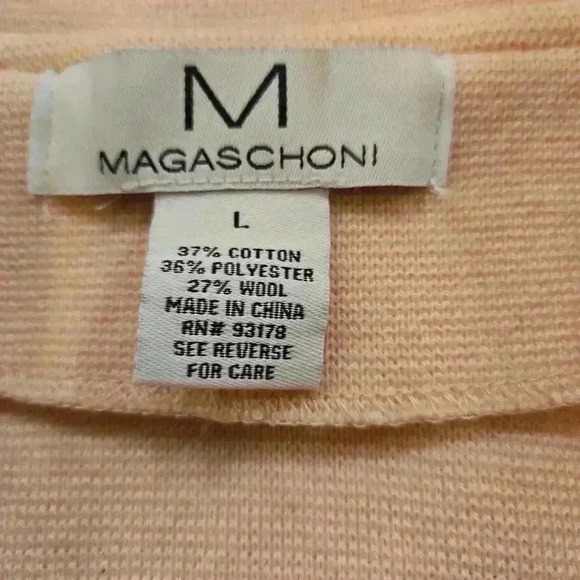 M
MAGASCHONI
L
37% COTTON
36% POLYESTER
27% WOOL
MADE IN CHINA
RN# 93178
SEE REVERSE
FOR CARE